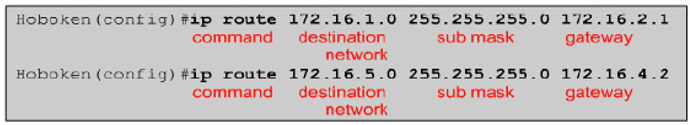 Hoboken(config)#ip route 172.16.1.0 255.255.255.0 172.16.2.1
command destination sub mask gateway
network
Hoboken(config)#ip route 172.16.5.0 255.255.255.0 172.16.4.2
command destination sub mask gateway
network